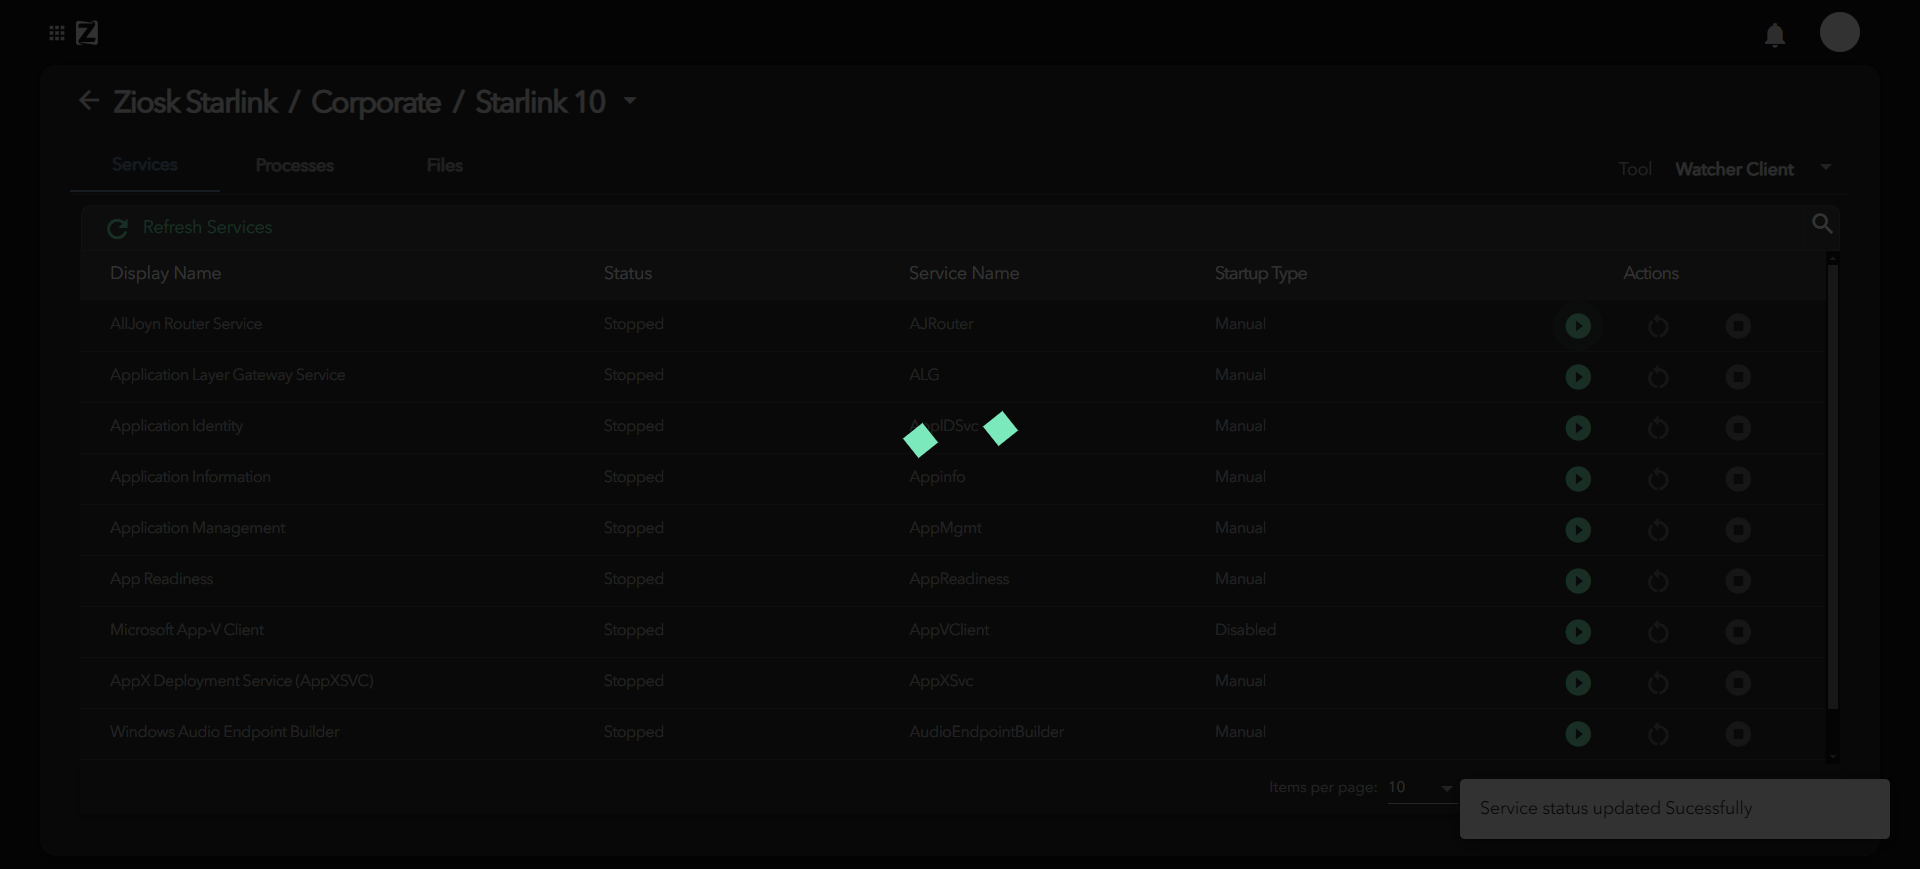 Z
Ziosk Starlink / Corporate / Starlink 10
Services Processes Files Tool Watcher Client
Refresh Services
Display Name Status Service Name Startup Type Actions
AllJoyn Router Service Stopped AJRouter Manual
Application Layer Gateway Service Stopped ALG Manual
Application Identity Stopped AppIDSvc Manual
Application Information Stopped Appinfo Manual
Application Management Stopped AppMgmt Manual
App Readiness Stopped AppReadiness Manual
Microsoft App-V Client Stopped AppVClient Disabled
AppX Deployment Service (AppXSVC) Stopped AppXSvc Manual
Windows Audio Endpoint Builder Stopped AudioEndpointBuilder Manual
Items per page: 10
Service status updated Sucessfully